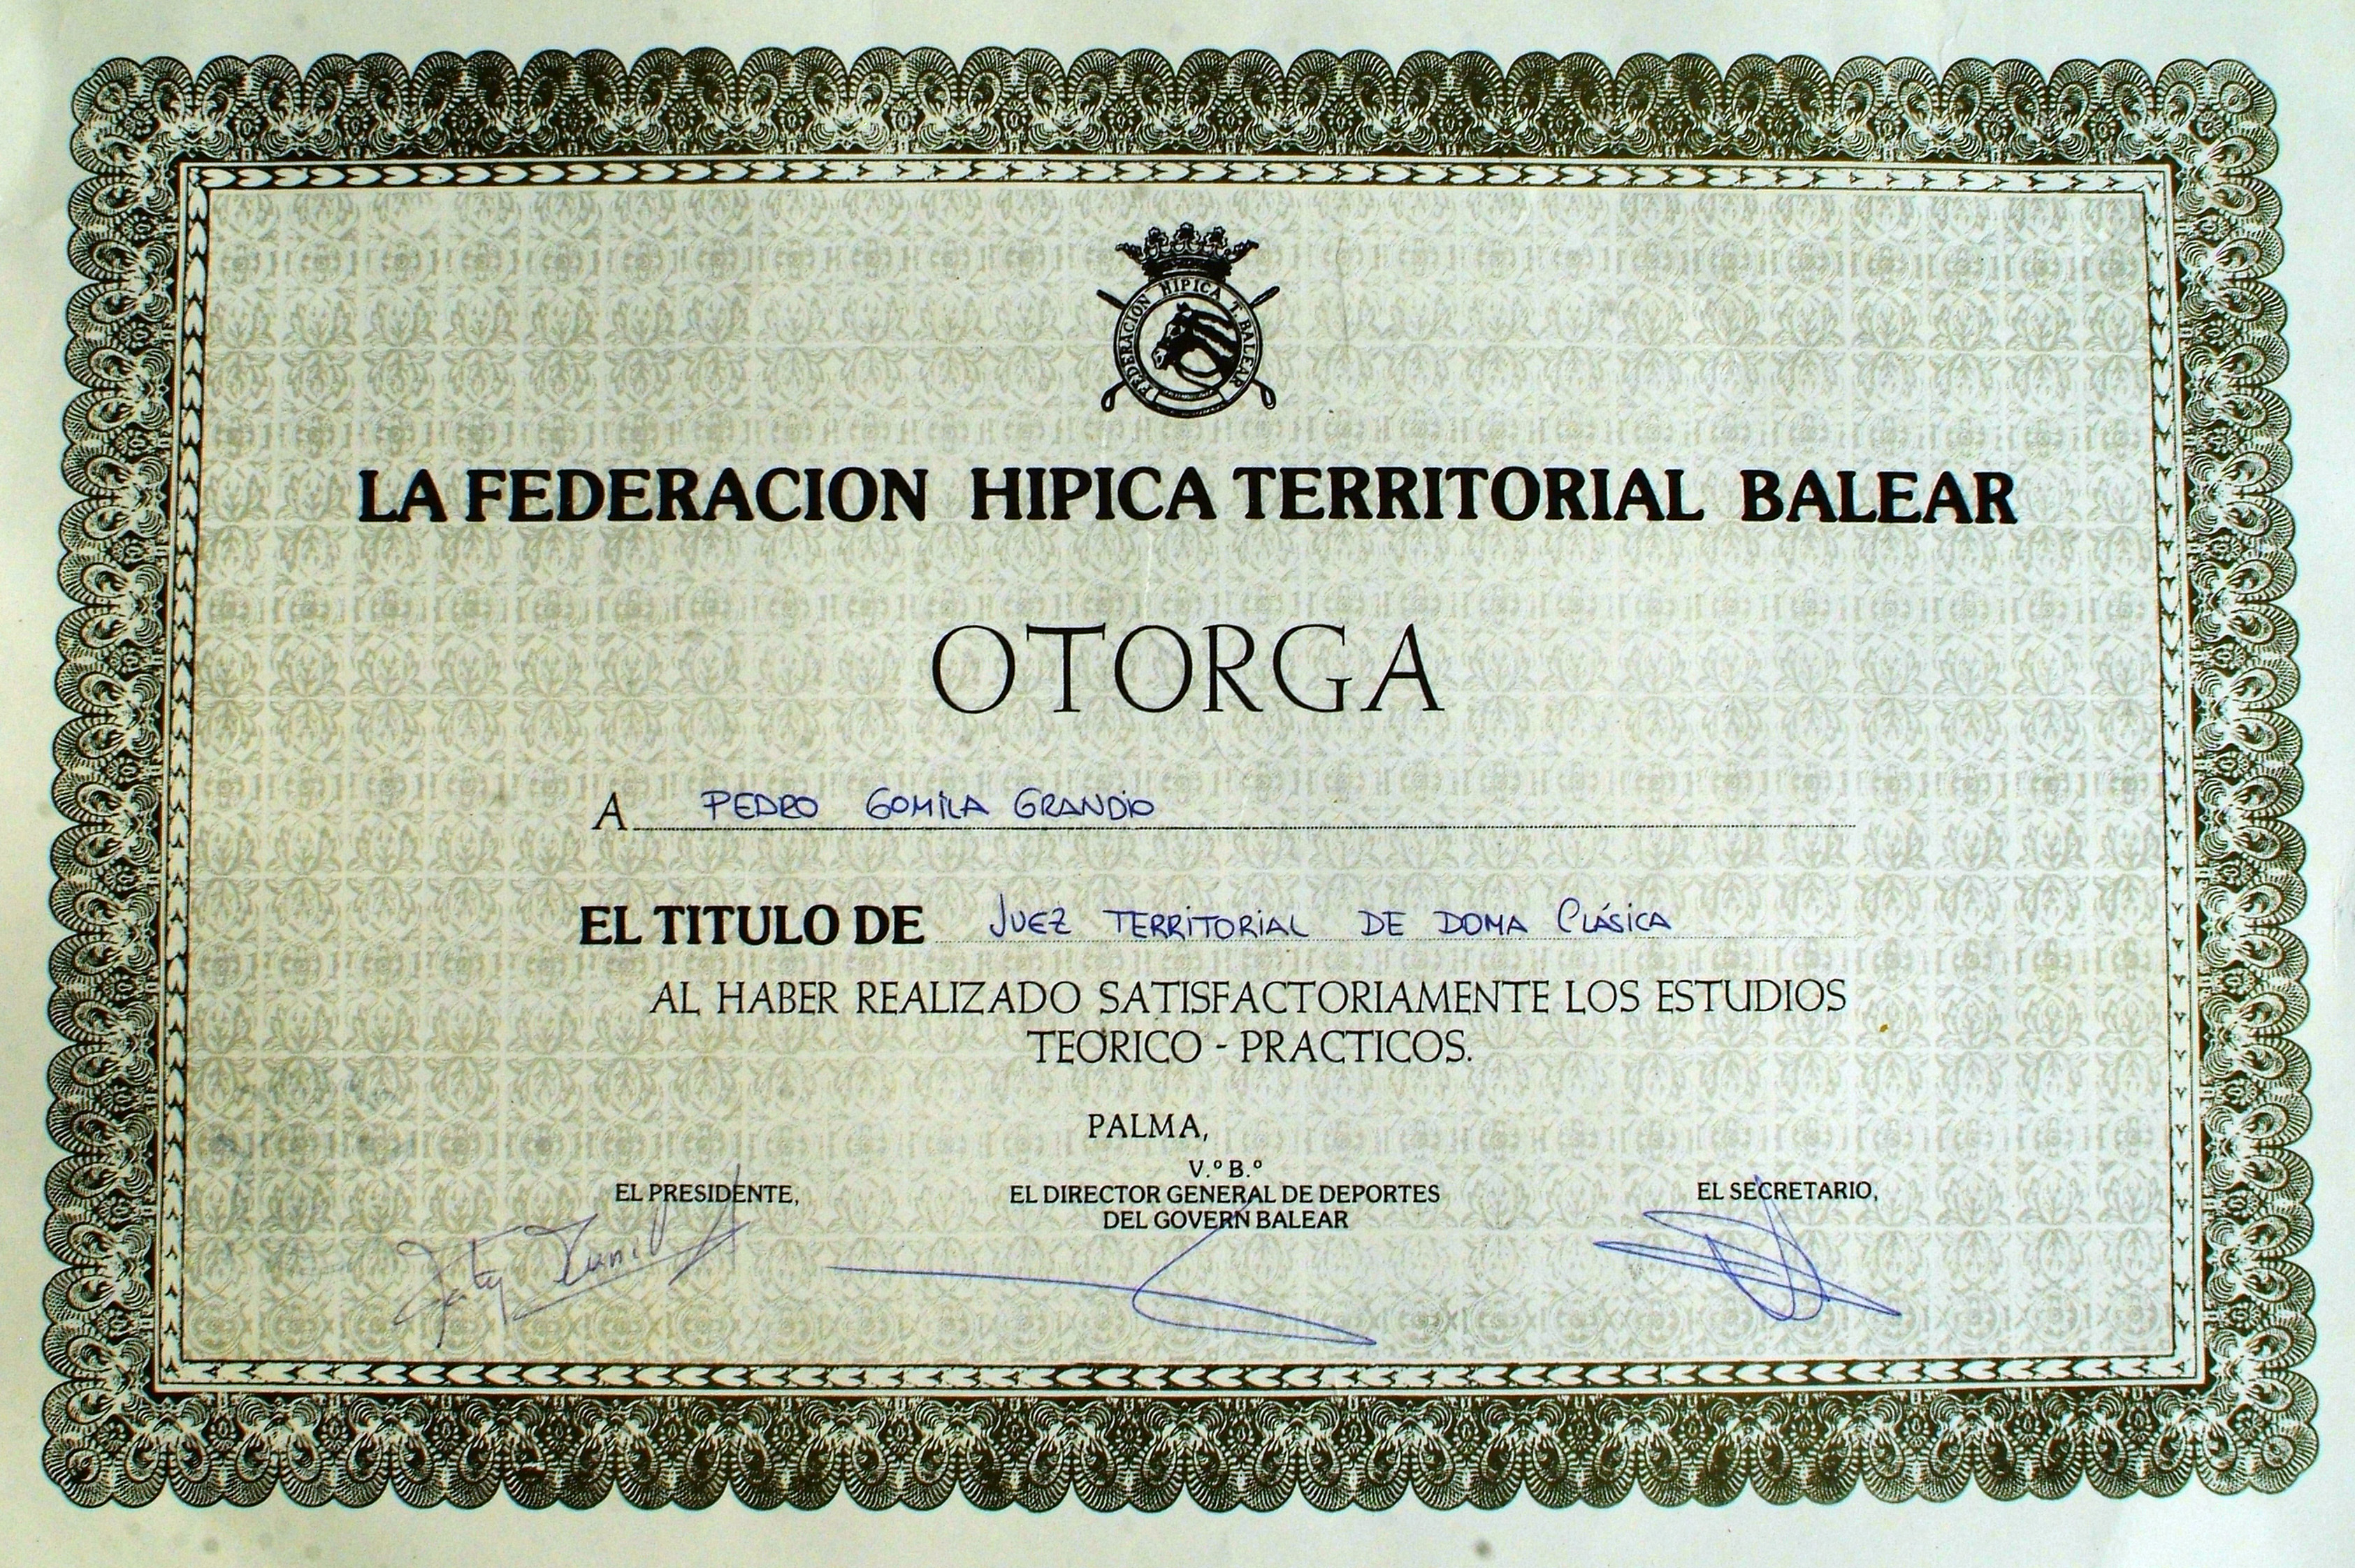 FEDERACION HIPICA T. BALEAR
LA FEDERACION HIPICA TERRITORIAL BALEAR
OTORGA
A PEDRO GOMILA GRANDIO
EL TITULO DE JUEZ TERRITORIAL DE DOMA CLÁSICA
AL HABER REALIZADO SATISFACTORIAMENTE LOS ESTUDIOS
TEORICO - PRACTICOS.
PALMA,
V.º B.º
EL PRESIDENTE, EL DIRECTOR GENERAL DE DEPORTES EL SECRETARIO,
DEL GOVERN BALEAR